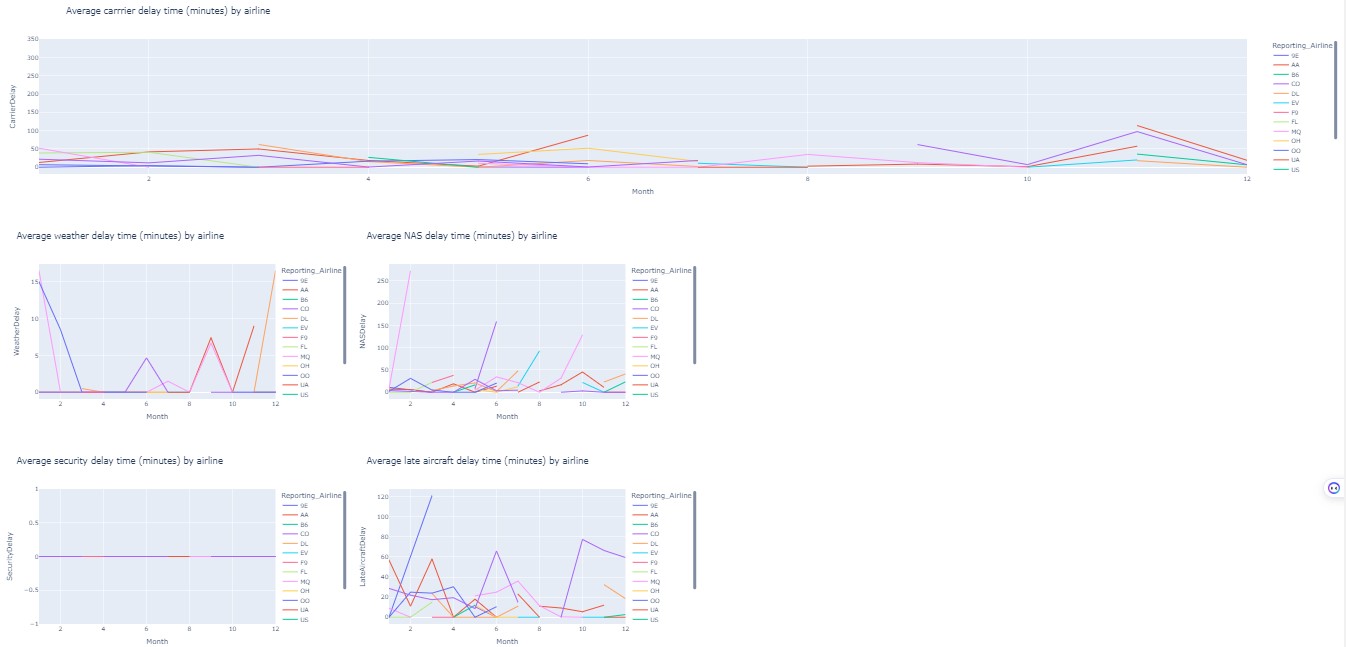 Average carrrier delay time (minutes) by airline
350
300
250
200
150
100
50
0
CarrierDelay
2
4
6
8
10
12
Month
Reporting_Airline
9E
AA
B6
CO
DL
EV
F9
FL
MQ
OH
OO
UA
US
Average weather delay time (minutes) by airline
15
10
5
0
WeatherDelay
2
4
6
8
10
12
Month
Reporting_Airline
9E
AA
B6
CO
DL
EV
F9
FL
MQ
OH
OO
UA
US
Average NAS delay time (minutes) by airline
250
200
150
100
50
0
NASDelay
2
4
6
8
10
12
Month
Reporting_Airline
9E
AA
B6
CO
DL
EV
F9
FL
MQ
OH
OO
UA
US
Average security delay time (minutes) by airline
1
0.5
0
−0.5
−1
SecurityDelay
2
4
6
8
10
12
Month
Reporting_Airline
9E
AA
B6
CO
DL
EV
F9
FL
MQ
OH
OO
UA
US
Average late aircraft delay time (minutes) by airline
120
100
80
60
40
20
0
LateAircraftDelay
2
4
6
8
10
12
Month
Reporting_Airline
9E
AA
B6
CO
DL
EV
F9
FL
MQ
OH
OO
UA
US